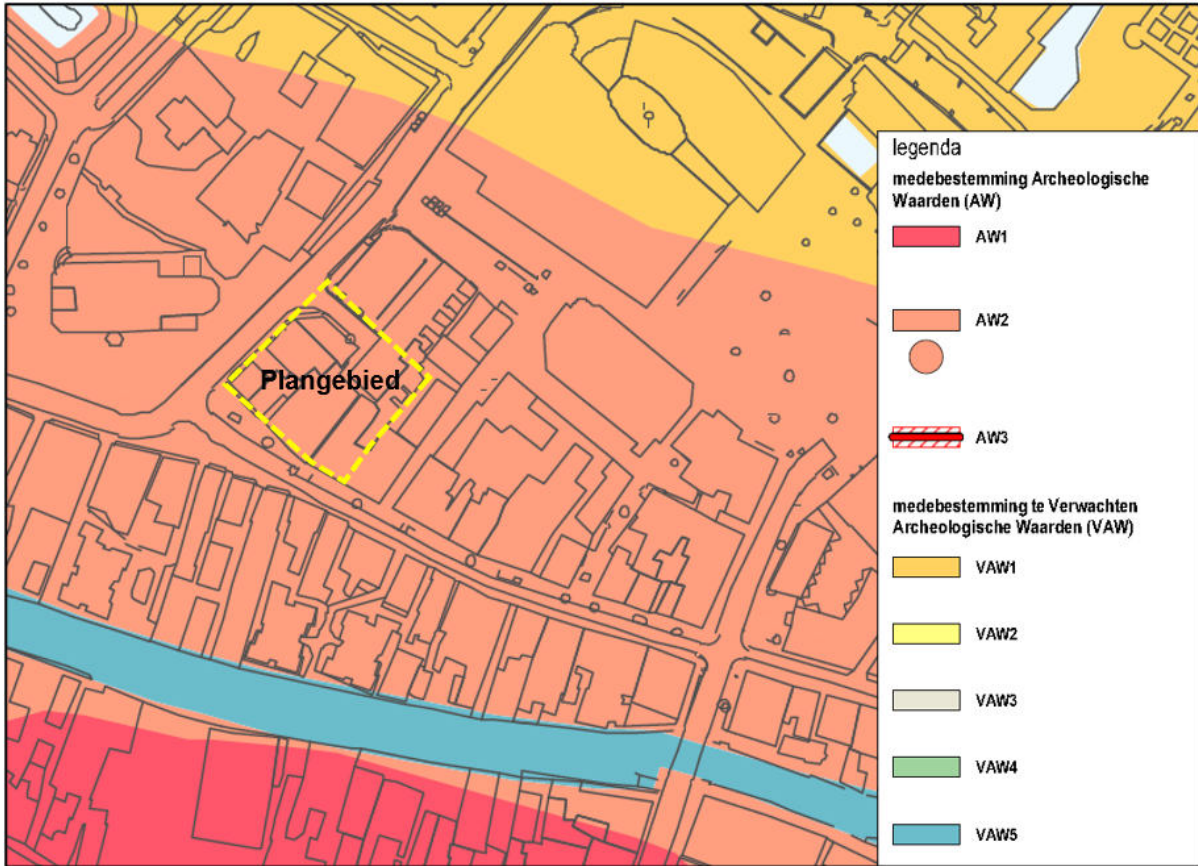 Plangebied
legenda
medebestemming Archeologische
Waarden (AW)
AW1
AW2
AW3
medebestemming te Verwachten
Archeologische Waarden (VAW)
VAW1
VAW2
VAW3
VAW4
VAW5